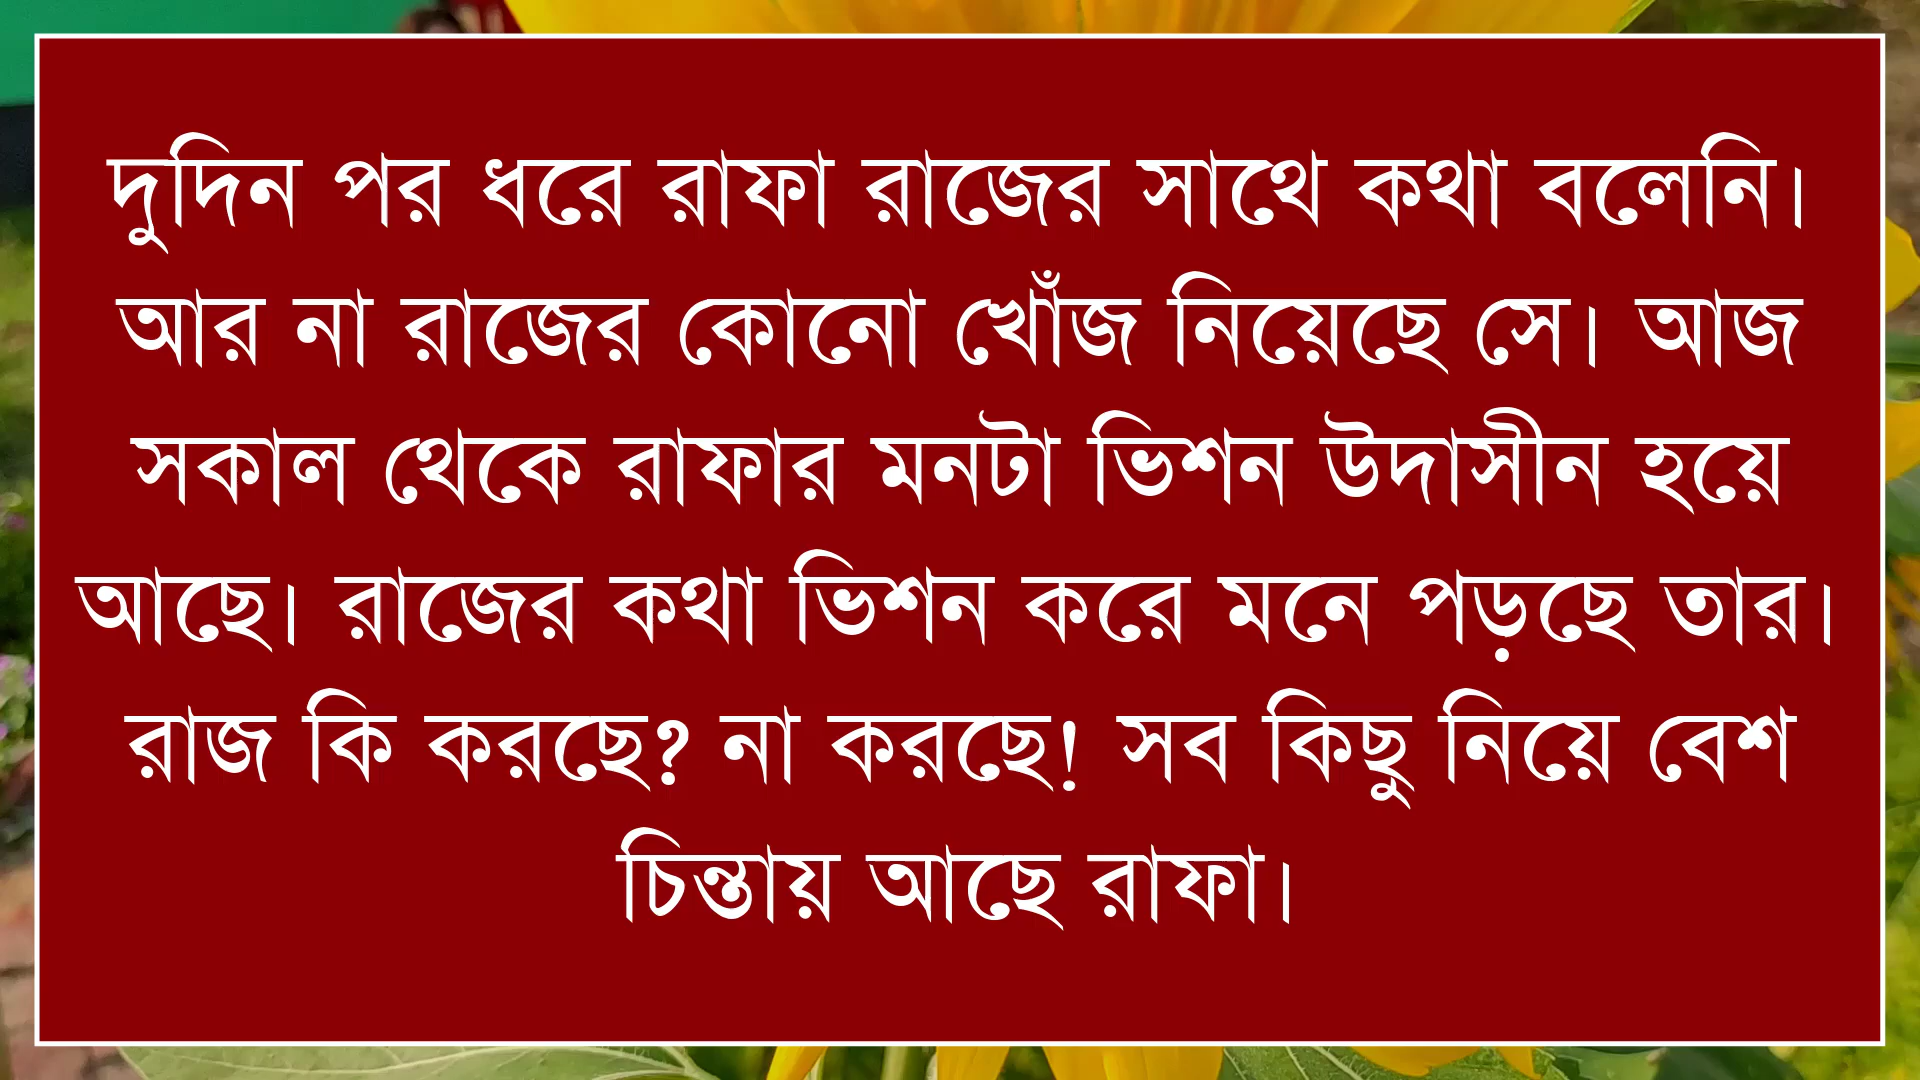 দুদিন পর ধরে রাফা রাজের সাথে কথা বলেনি।
আর না রাজের কোনো খোঁজ নিয়েছে সে। আজ
সকাল থেকে রাফার মনটা ভিশন উদাসীন হয়ে
আছে। রাজের কথা ভিশন করে মনে পড়ছে তার।
রাজ কি করছে? না করছে! সব কিছু নিয়ে বেশ
চিন্তায় আছে রাফা।